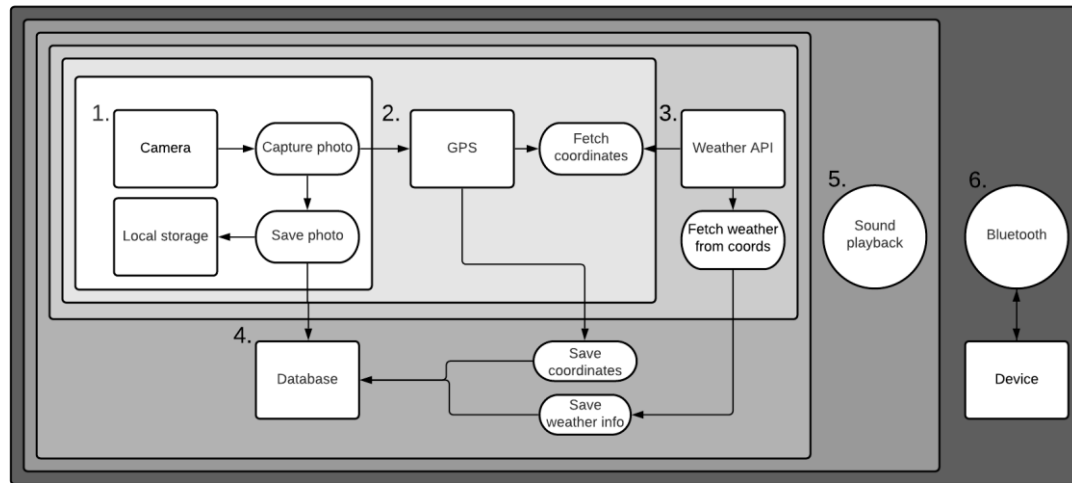 1.
Camera
Capture photo
2.
GPS
Fetch
coordinates
3.
Weather API
Local storage
Save photo
Fetch weather
from coords
5.
Sound
playback
6.
Bluetooth
4.
Database
Save
coordinates
Save
weather info
Device